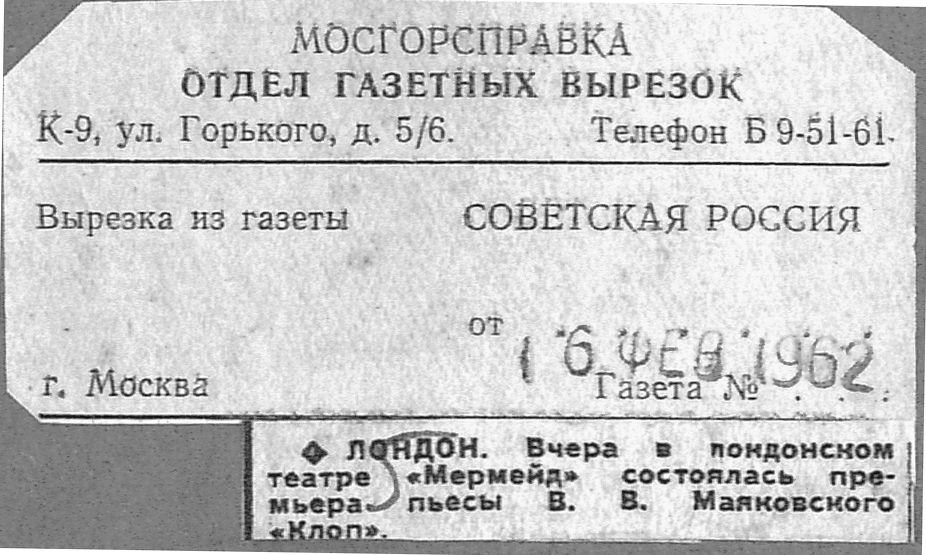 МОСГОРСПРАВКА
ОТДЕЛ ГАЗЕТНЫХ ВЫРЕЗОК
К-9, ул. Горького, д. 5/6. Телефон Б 9-51-61.
Вырезка из газеты СОВЕТСКАЯ РОССИЯ
от 16 ФЕВ 1962
г. Москва Газета № . . .
ЛОНДОН. Вчера в лондонском
театре «Мермейд» состоялась пре-
мьера пьесы В. В. Маяковского
«Клоп».